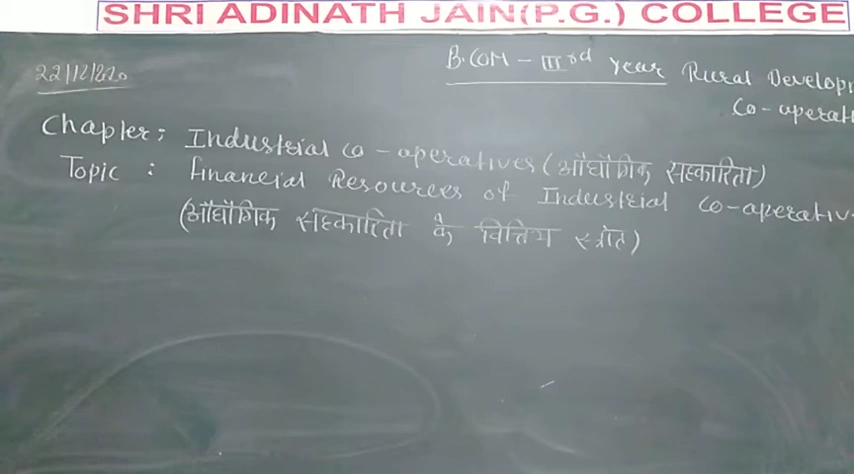 SHRI ADINATH JAIN(P.G.) COLLEGE
22/12/2020
B.COM - IIIrd Year Rural Develop
Co-operat
Chapter: Industrial Co-operatives (औद्यौगिक सहकारिता)
Topic : Financial Resources of Industrial Co-operativ
(औद्यौगिक सहकारिता के वित्तिय स्त्रोत)